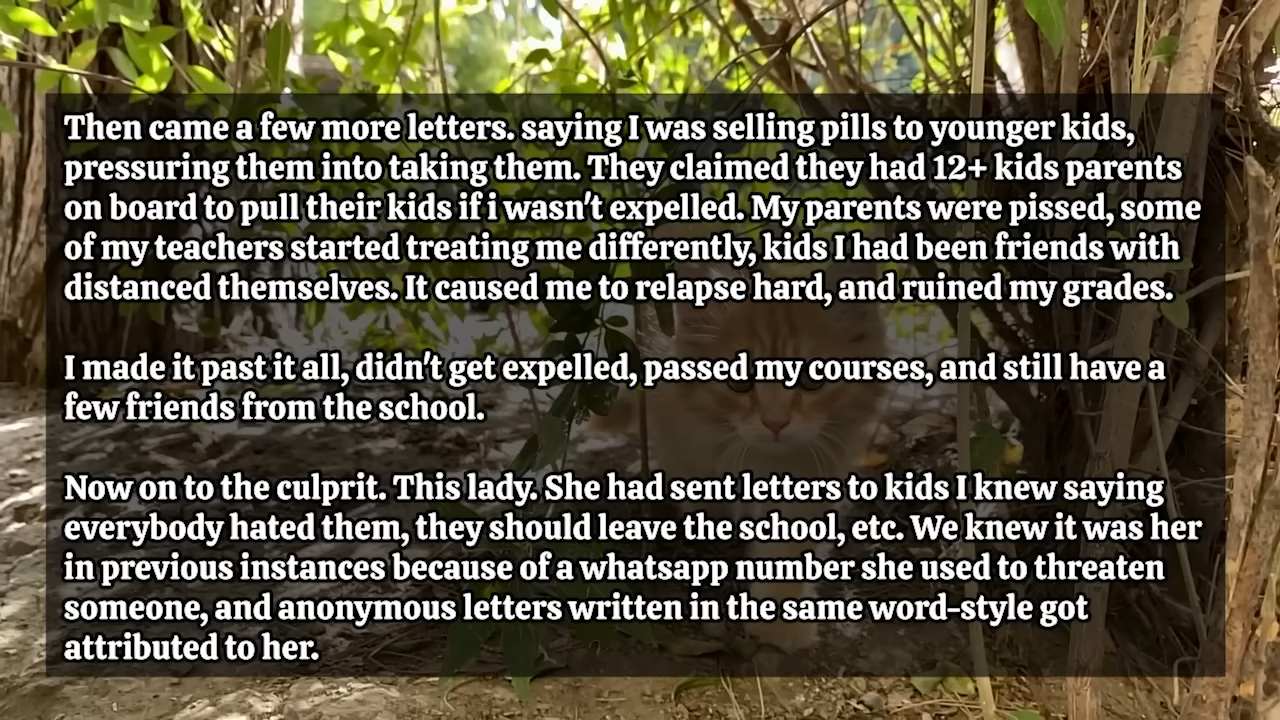 Then came a few more letters. saying I was selling pills to younger kids,
pressuring them into taking them. They claimed they had 12+ kids parents
on board to pull their kids if i wasn't expelled. My parents were pissed, some
of my teachers started treating me differently, kids I had been friends with
distanced themselves. It caused me to relapse hard, and ruined my grades.
I made it past it all, didn't get expelled, passed my courses, and still have a
few friends from the school.
Now on to the culprit. This lady. She had sent letters to kids I knew saying
everybody hated them, they should leave the school, etc. We knew it was her
in previous instances because of a whatsapp number she used to threaten
someone, and anonymous letters written in the same word-style got
attributed to her.